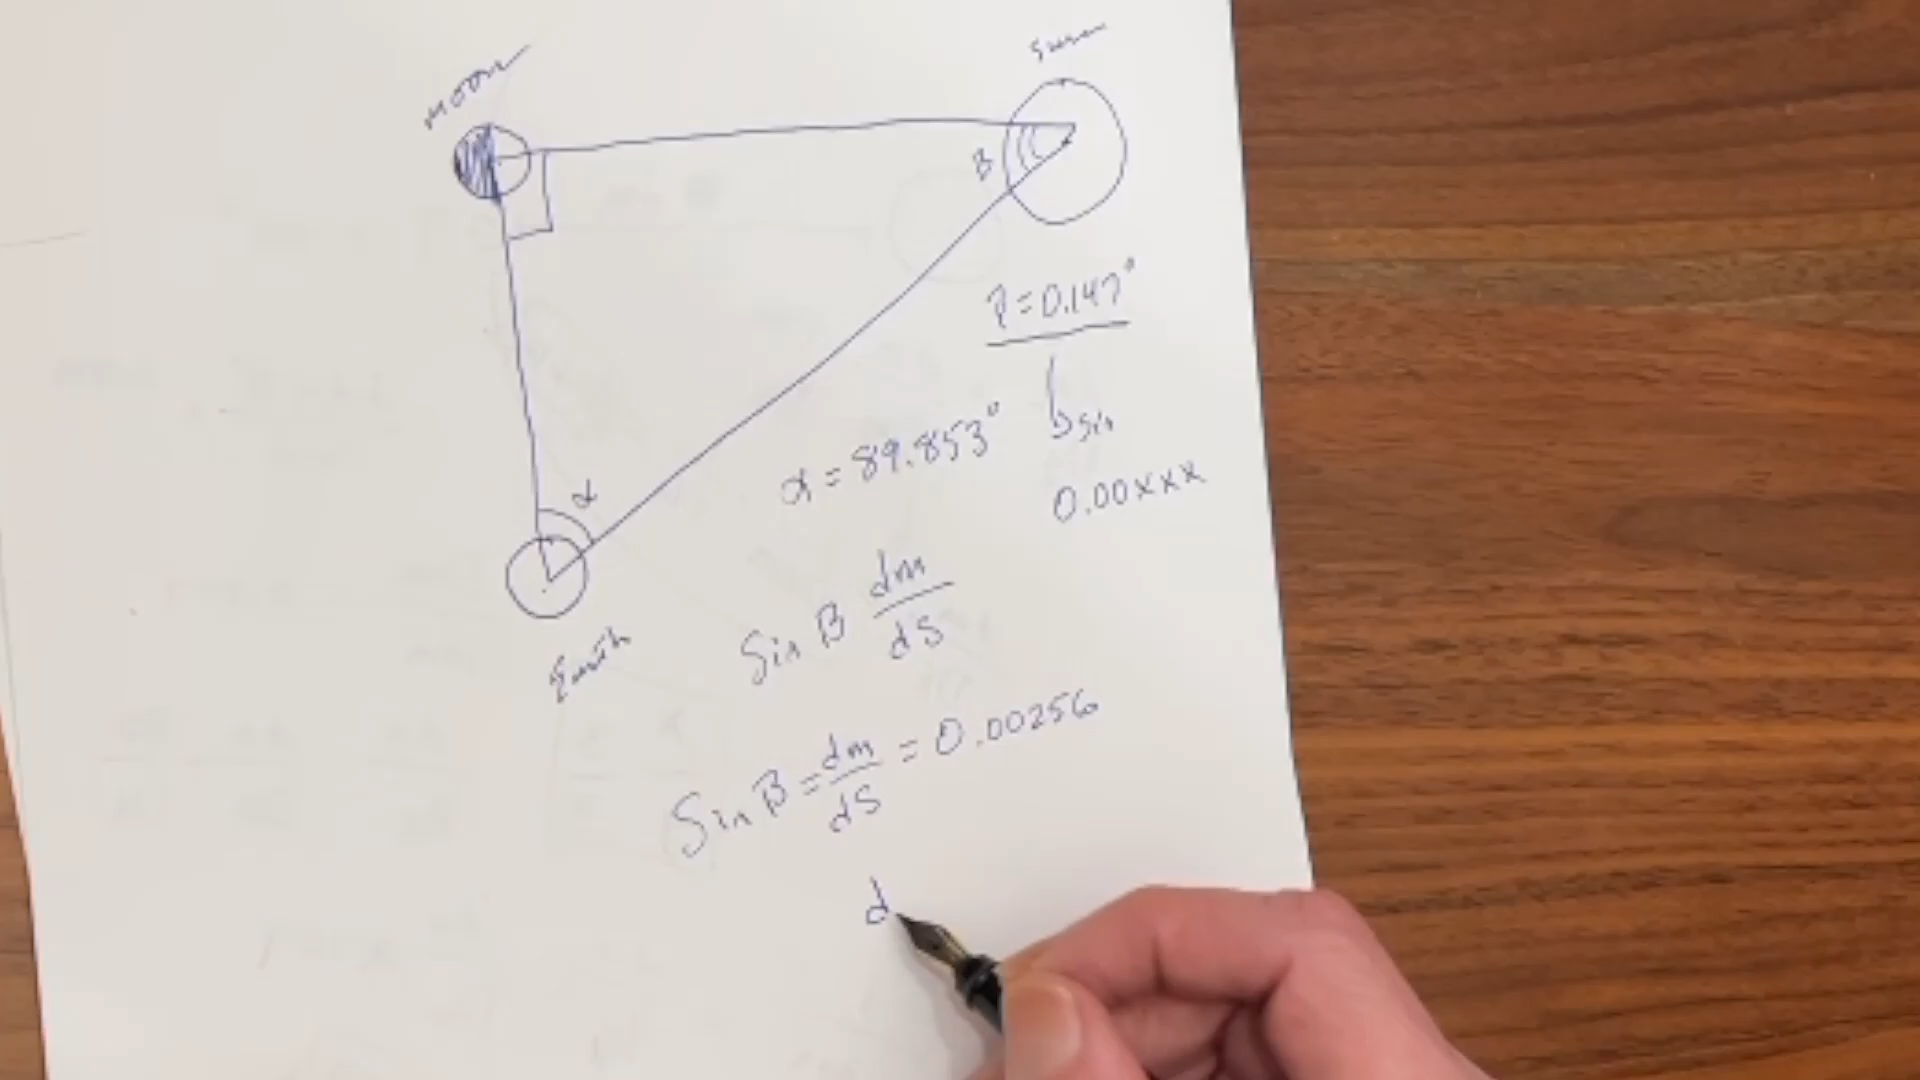 Moon
Sun
B
β = 0.147°
Sin
α = 89.853°
0.00xxx
α
Sin B dm/ds
Earth
Sin B = dm/ds = 0.00256
d